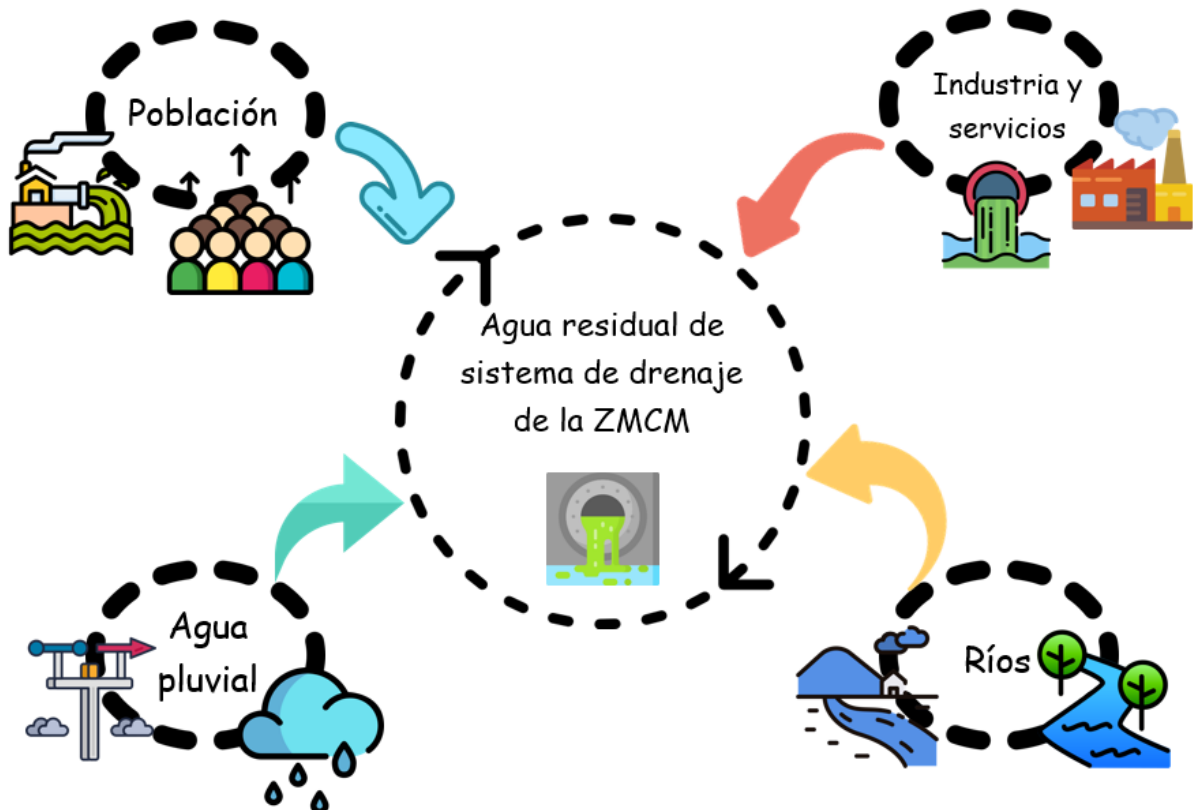 Población
Industria y
servicios
Agua residual de
sistema de drenaje
de la ZMCM
Agua
pluvial
Ríos